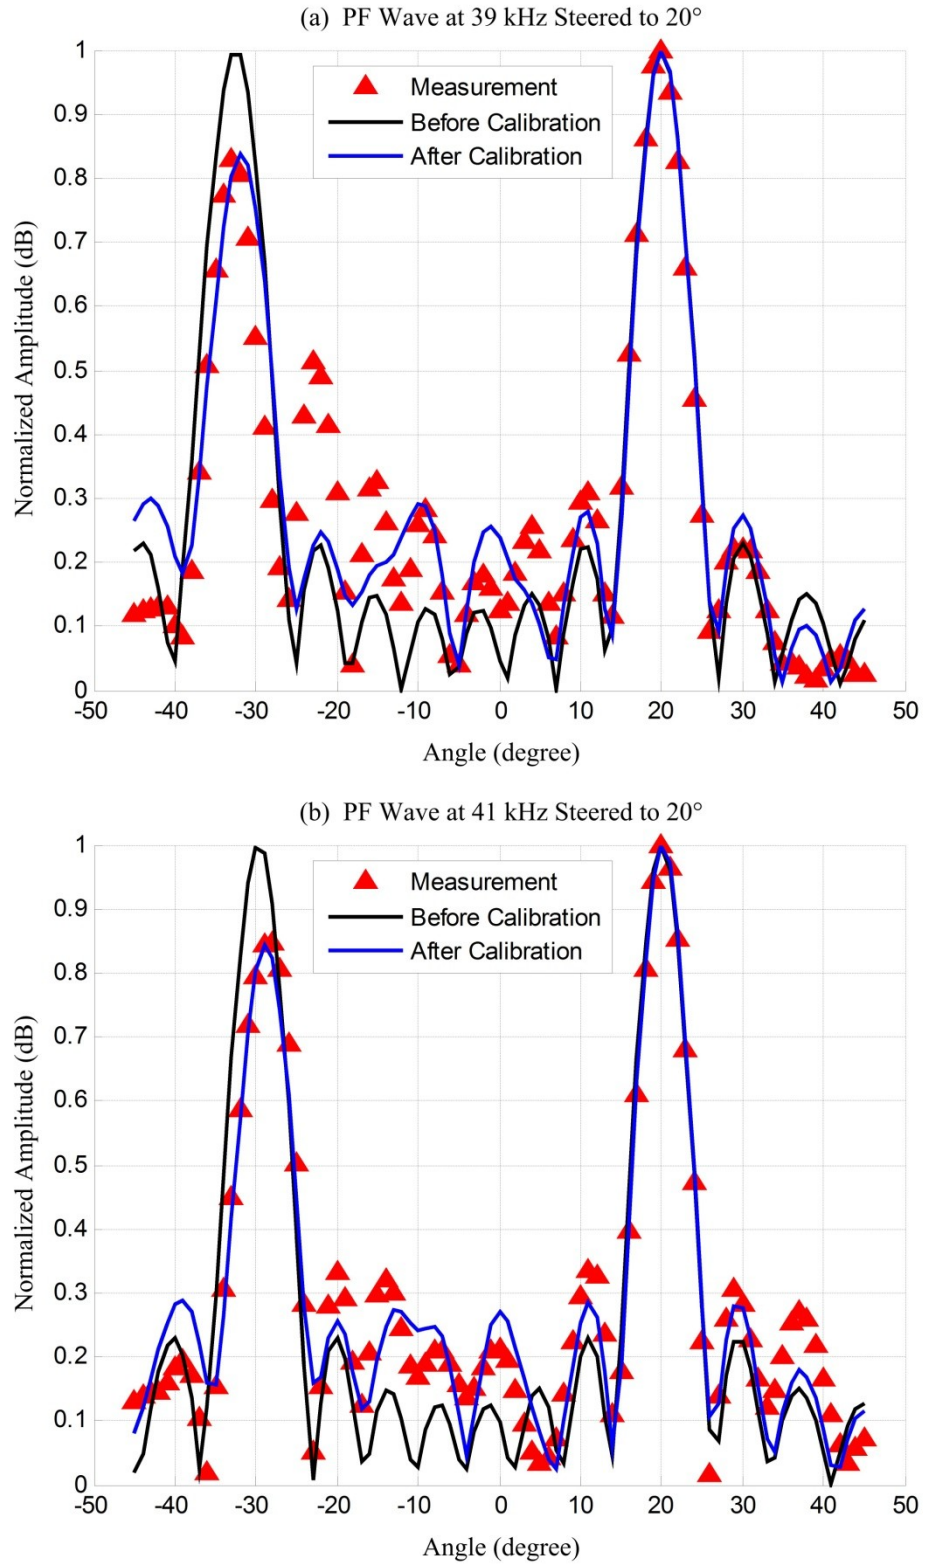 (a) PF Wave at 39 kHz Steered to 20°
Measurement
Before Calibration
After Calibration
Normalized Amplitude (dB)
1
0.9
0.8
0.7
0.6
0.5
0.4
0.3
0.2
0.1
0
-50 -40 -30 -20 -10 0 10 20 30 40 50
Angle (degree)
(b) PF Wave at 41 kHz Steered to 20°
Measurement
Before Calibration
After Calibration
Normalized Amplitude (dB)
1
0.9
0.8
0.7
0.6
0.5
0.4
0.3
0.2
0.1
0
-50 -40 -30 -20 -10 0 10 20 30 40 50
Angle (degree)